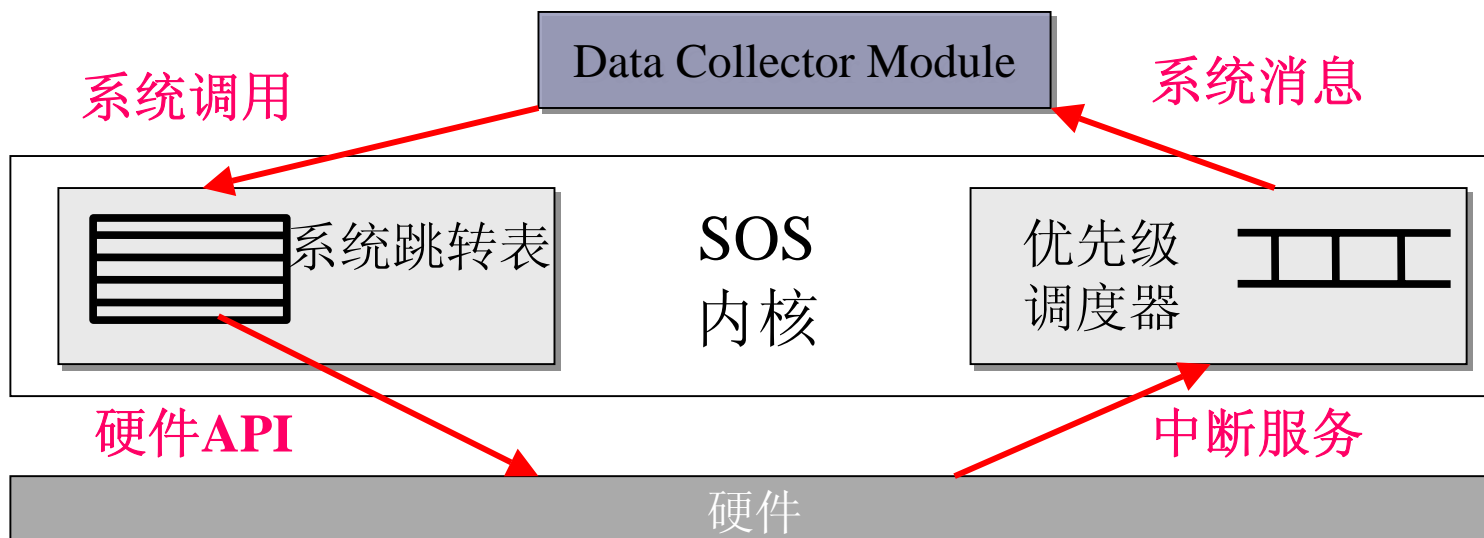 Data Collector Module
系统调用
系统消息
系统跳转表
SOS
内核
优先级
调度器
硬件API
中断服务
硬件